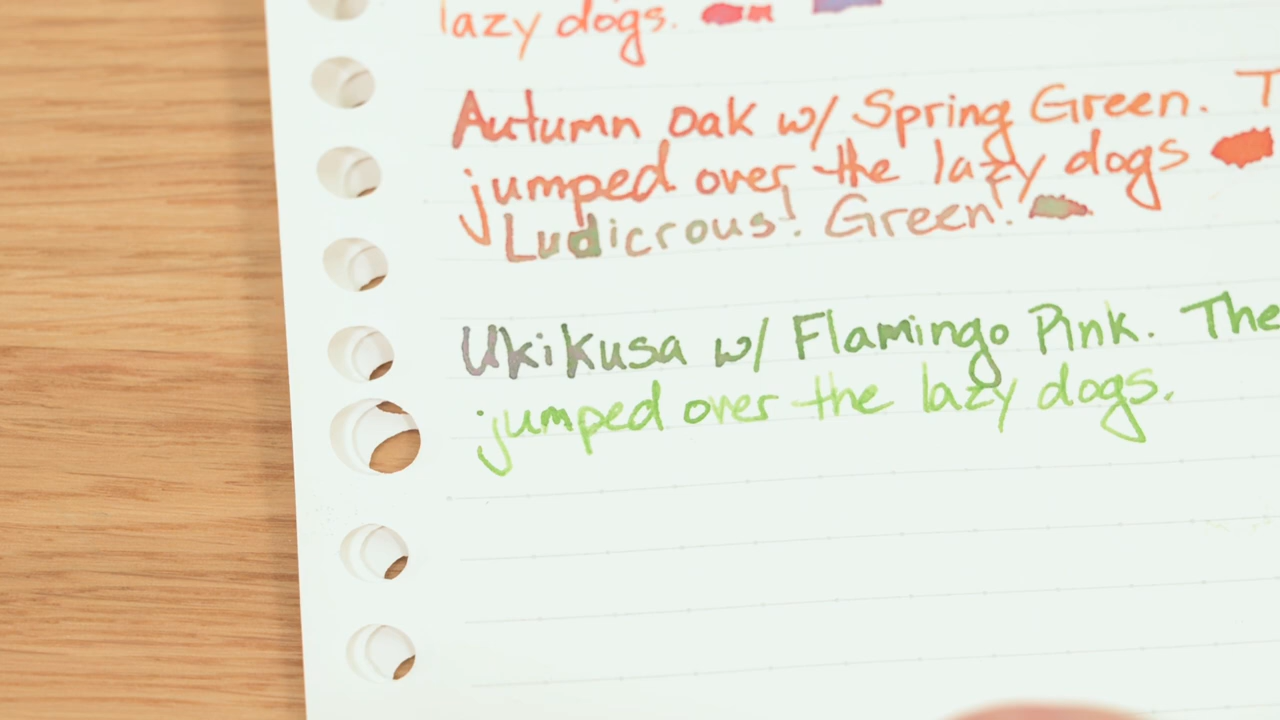 lazy dogs.
Autumn Oak w/ Spring Green.
jumped over the lazy dogs
Ludicrous! Green!
Ukikusa w/ Flamingo Pink. The
jumped over the lazy dogs.